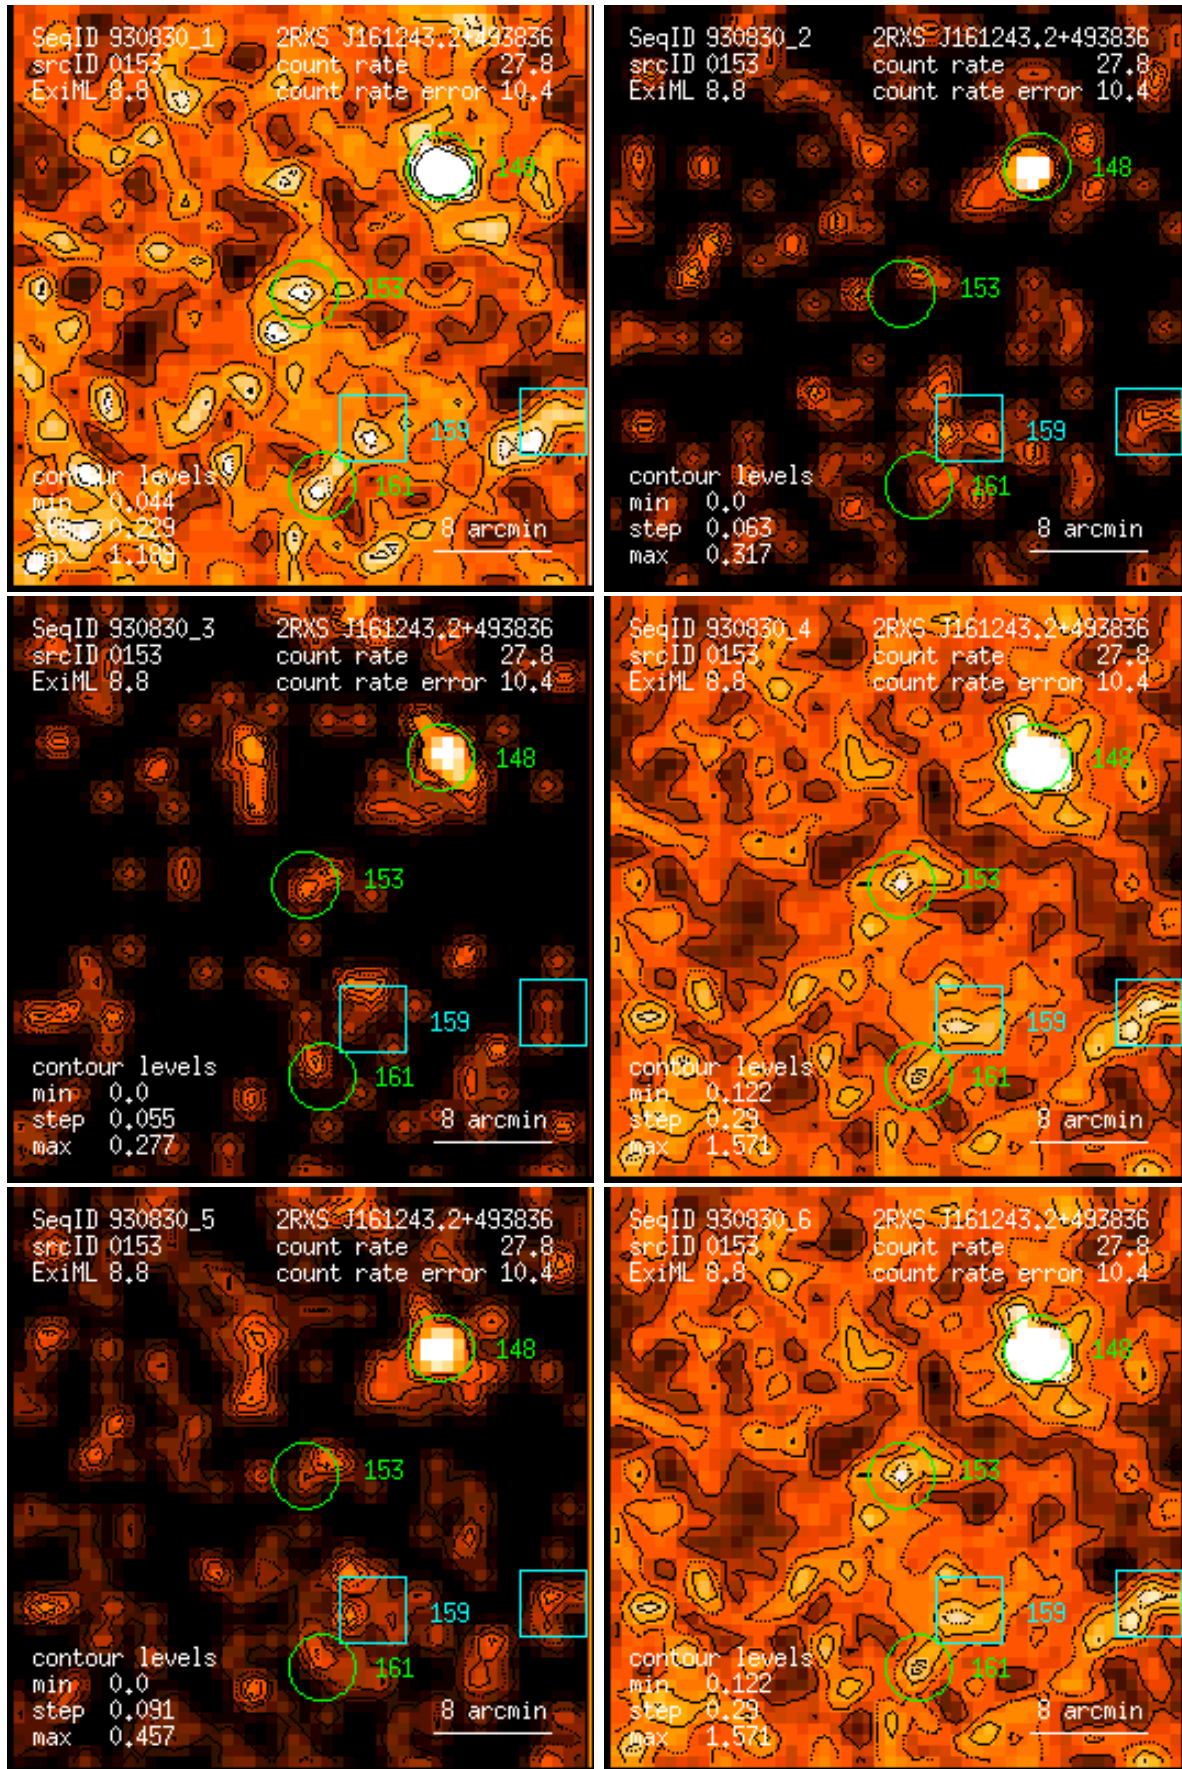 SeqID 930830_1 2RXS J161243.2+493836
srcID 0153 count rate 27.8
ExiML 8.8 count rate error 10.4
148
153
159
contour levels
161
min 0.044
step 0.229
8 arcmin
max 1.189
SeqID 930830_2 2RXS J161243.2+493836
srcID 0153 count rate 27.8
ExiML 8.8 count rate error 10.4
148
153
159
contour levels
161
min 0.0
step 0.063
8 arcmin
max 0.317
SeqID 930830_3 2RXS J161243.2+493836
srcID 0153 count rate 27.8
ExiML 8.8 count rate error 10.4
148
153
159
contour levels
161
min 0.0
step 0.055
8 arcmin
max 0.277
SeqID 930830_4 2RXS J161243.2+493836
srcID 0153 count rate 27.8
ExiML 8.8 count rate error 10.4
148
153
159
contour levels
161
min 0.122
step 0.29
8 arcmin
max 1.571
SeqID 930830_5 2RXS J161243.2+493836
srcID 0153 count rate 27.8
ExiML 8.8 count rate error 10.4
148
153
159
contour levels
161
min 0.0
step 0.091
8 arcmin
max 0.457
SeqID 930830_6 2RXS J161243.2+493836
srcID 0153 count rate 27.8
ExiML 8.8 count rate error 10.4
148
153
159
contour levels
161
min 0.122
step 0.29
8 arcmin
max 1.571